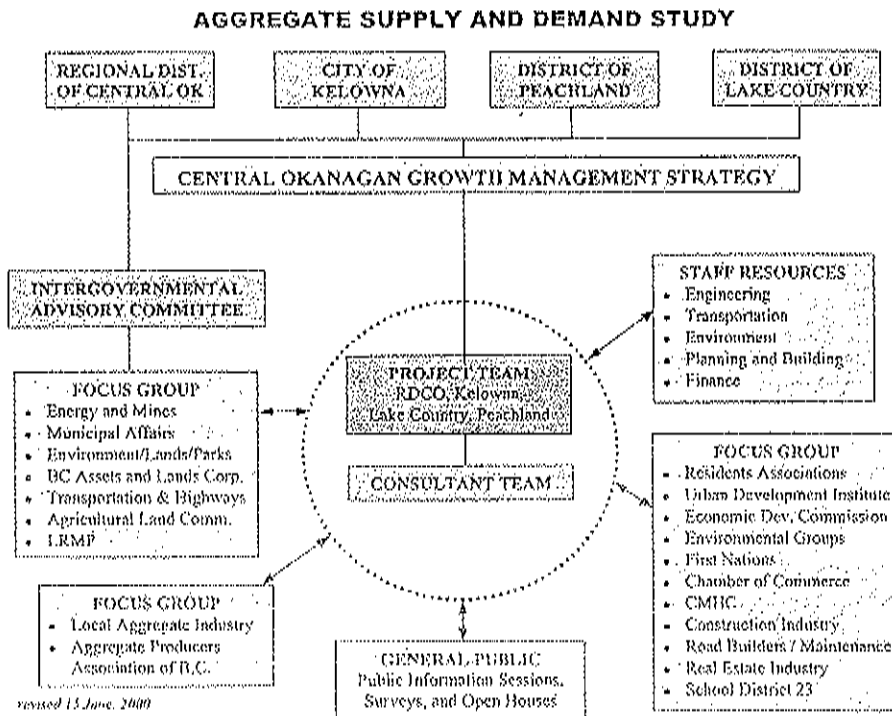 AGGREGATE SUPPLY AND DEMAND STUDY
REGIONAL DIST.
OF CENTRAL OK
CITY OF
KELOWNA
DISTRICT OF
PEACHLAND
DISTRICT OF
LAKE COUNTRY
CENTRAL OKANAGAN GROWTH MANAGEMENT STRATEGY
INTERGOVERNMENTAL
ADVISORY COMMITTEE
STAFF RESOURCES
• Engineering
• Transportation
• Environment
• Planning and Building
• Finance
PROJECT TEAM
RDCO, Kelowna,
Lake Country, Peachland
CONSULTANT TEAM
FOCUS GROUP
• Energy and Mines
• Municipal Affairs
• Environment/Lands/Parks
• BC Assets and Lands Corp.
• Transportation & Highways
• Agricultural Land Comm.
• LRMP
FOCUS GROUP
• Residents Associations
• Urban Development Institute
• Economic Dev. Commission
• Environmental Groups
• First Nations
• Chamber of Commerce
• CMHC
• Construction Industry
• Road Builders / Maintenance
• Real Estate Industry
• School District 23
FOCUS GROUP
• Local Aggregate Industry
• Aggregate Producers
Association of B.C.
GENERAL PUBLIC
Public Information Sessions,
Surveys, and Open Houses
revised 15 June, 2000